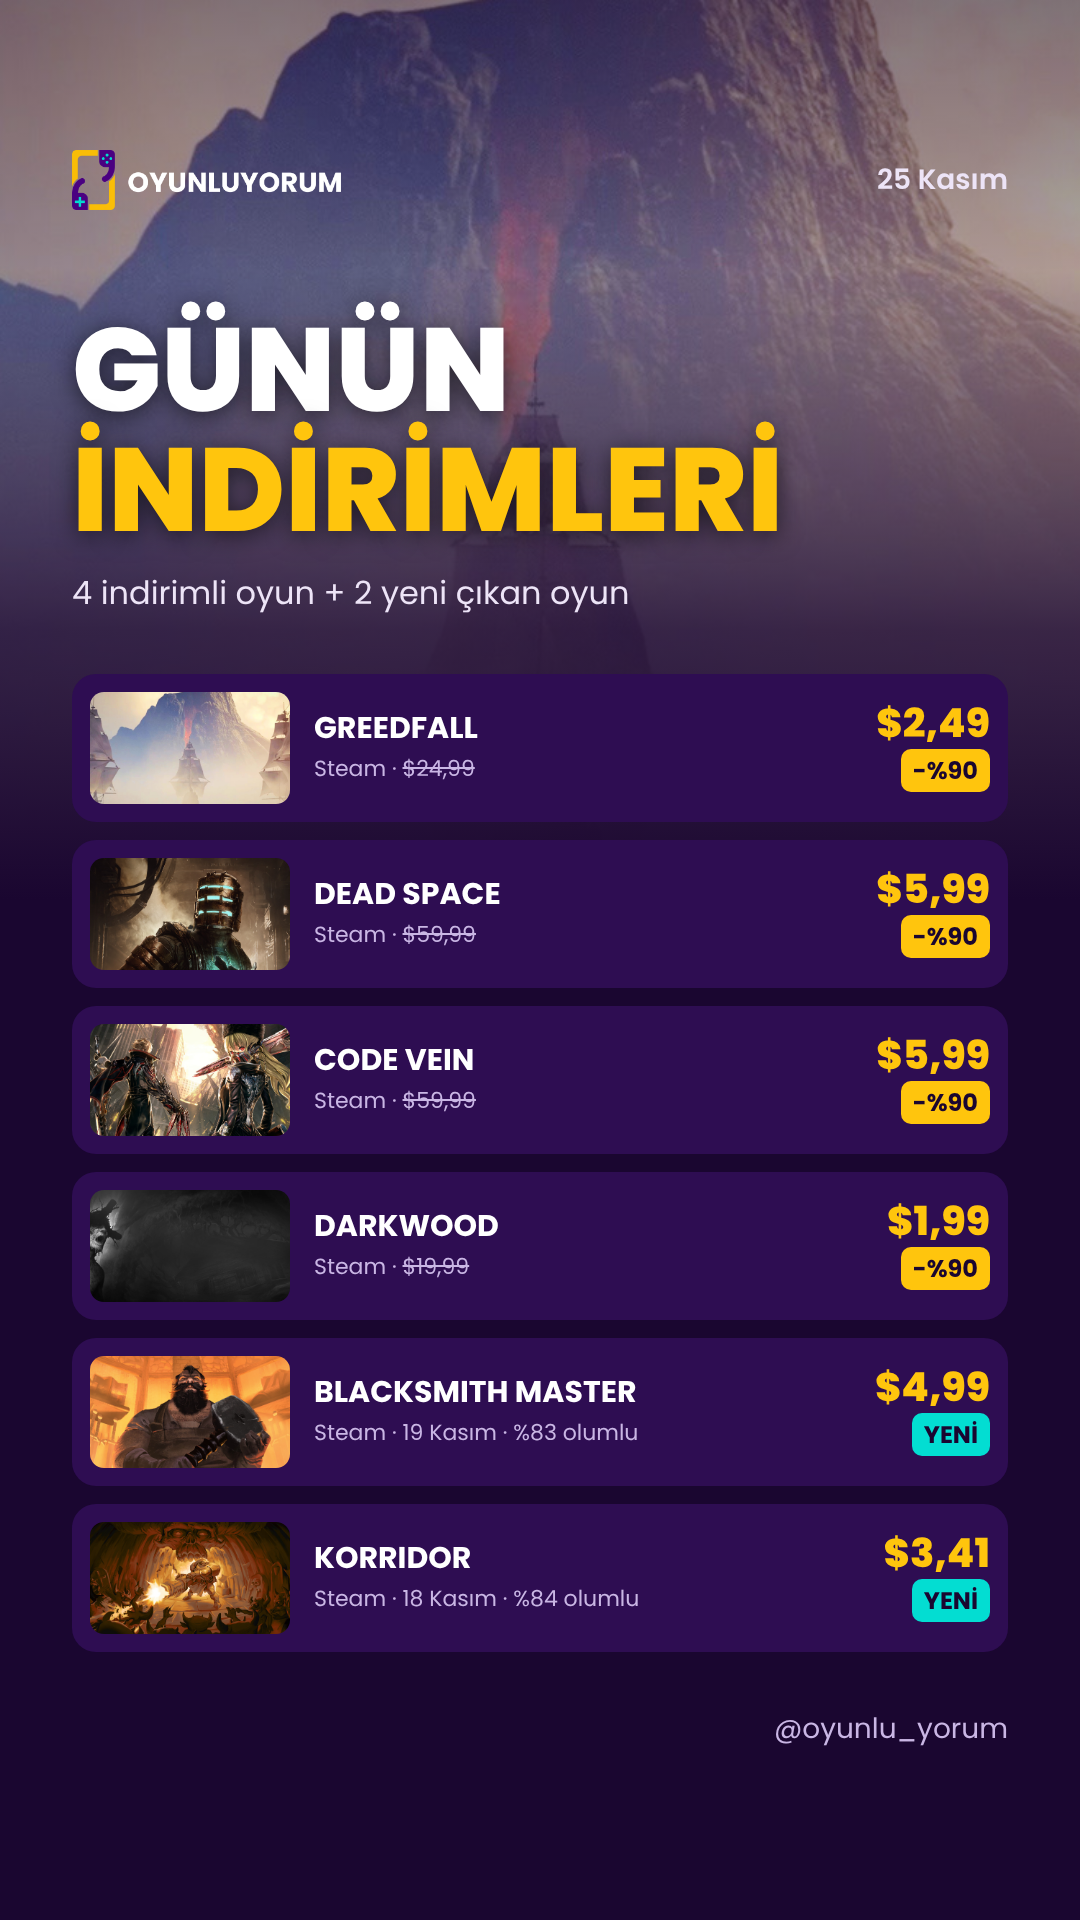 OYUNLUYORUM
25 Kasım
GÜNÜN
İNDİRİMLERİ
4 indirimli oyun + 2 yeni çıkan oyun
GREEDFALL
$2,49
Steam · $24,99
-%90
DEAD SPACE
$5,99
Steam · $59,99
-%90
CODE VEIN
$5,99
Steam · $59,99
-%90
DARKWOOD
$1,99
Steam · $19,99
-%90
BLACKSMITH MASTER
$4,99
Steam · 19 Kasım · %83 olumlu
YENİ
KORRIDOR
$3,41
Steam · 18 Kasım · %84 olumlu
YENİ
@oyunlu_yorum